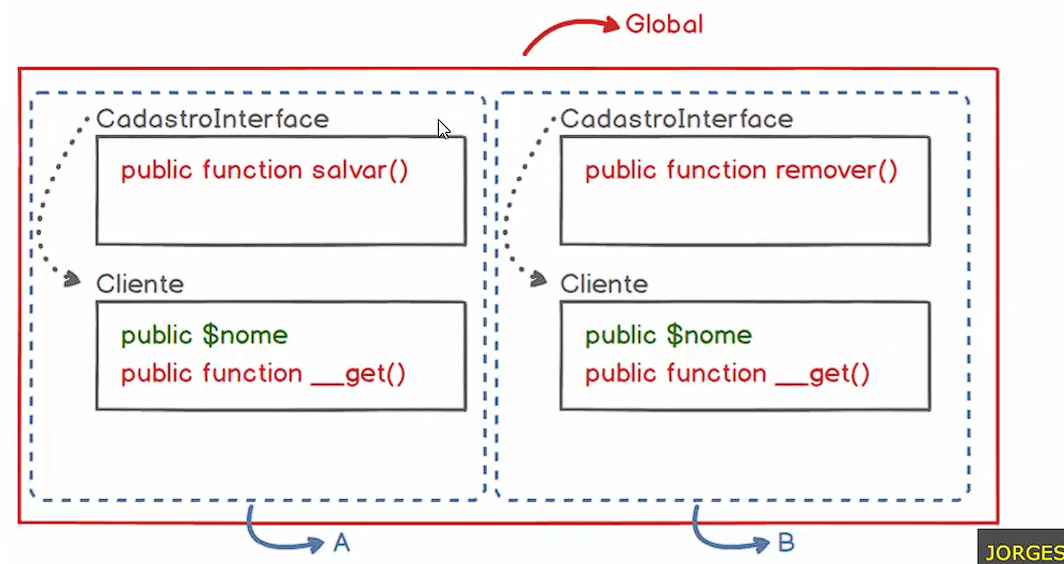 Global
CadastroInterface
public function salvar()
Cliente
public $nome
public function __get()
A
CadastroInterface
public function remover()
Cliente
public $nome
public function __get()
B
JORGES